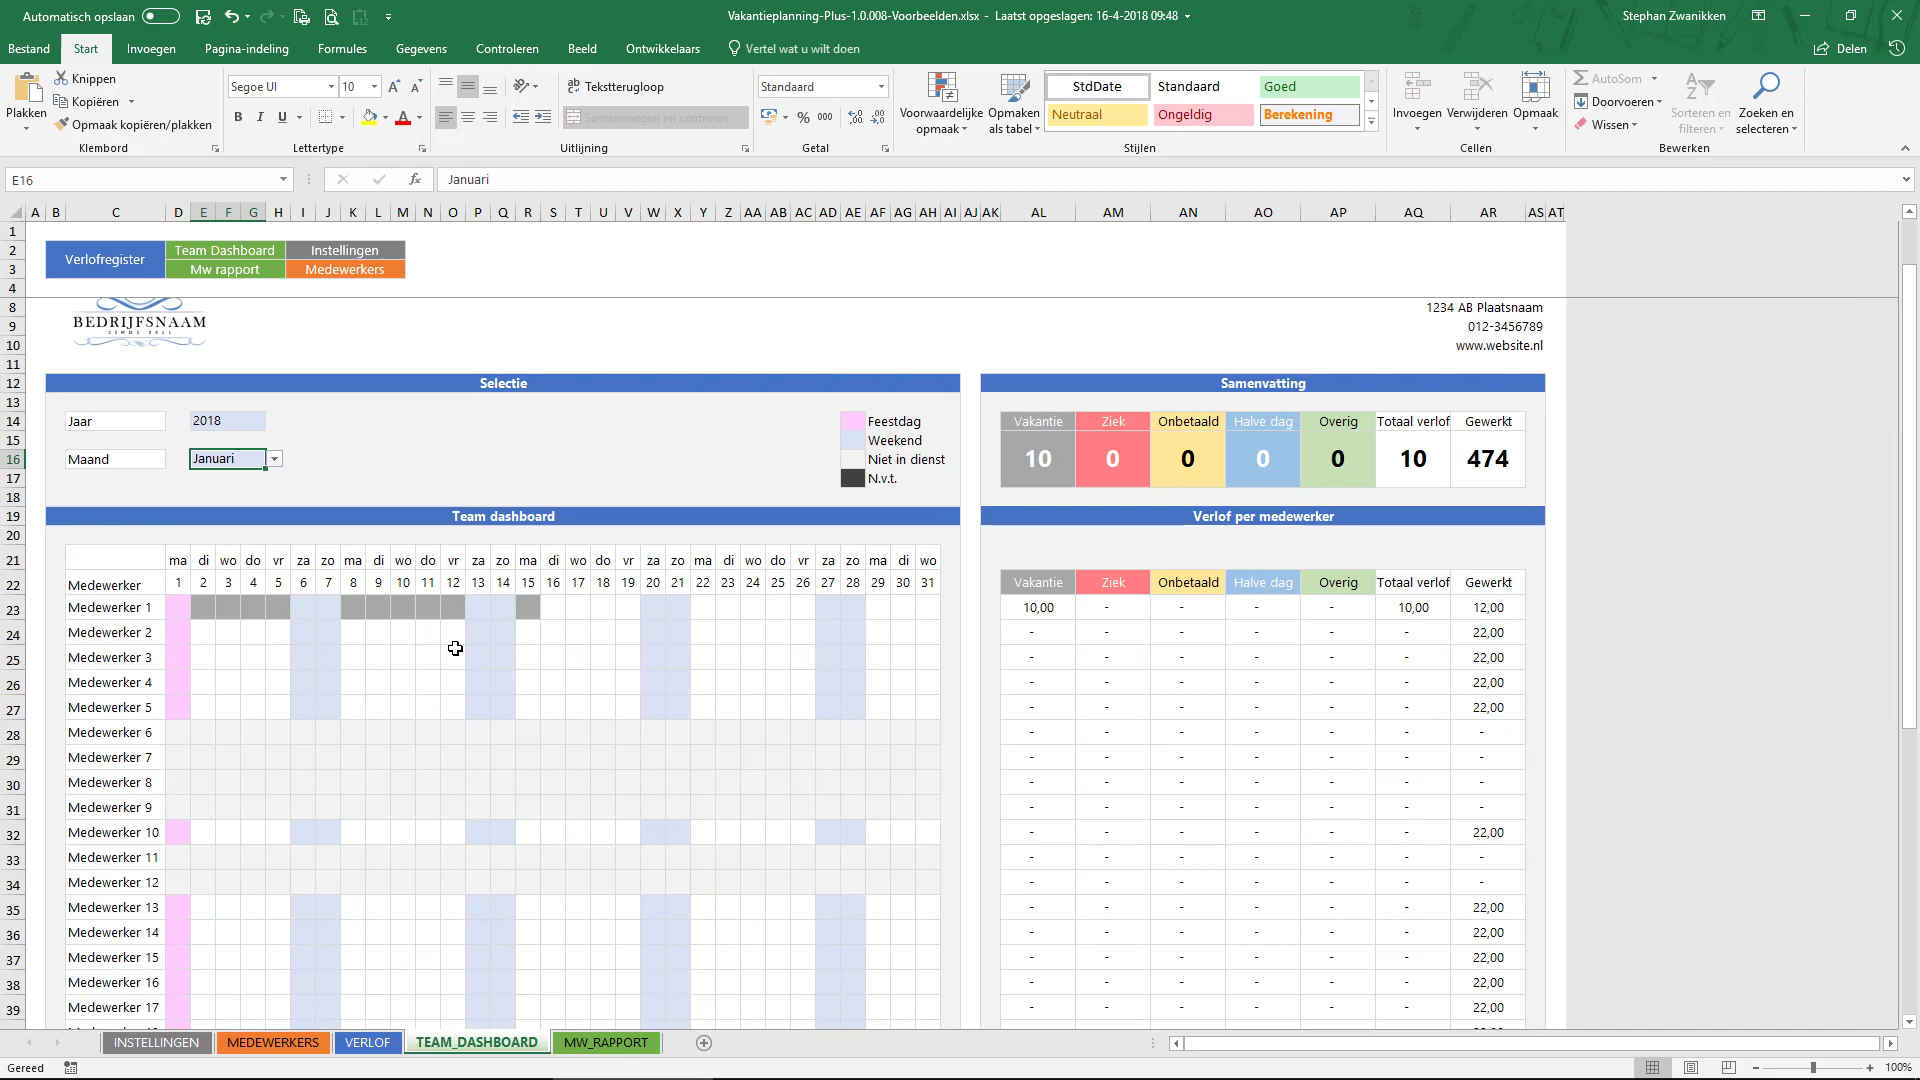 Automatisch opslaan
Vakantieplanning-Plus-1.0.008-Voorbeelden.xlsx - Laatst opgeslagen: 16-4-2018 09:48
Stephan Zwanikken
Bestand Start Invoegen Pagina-indeling Formules Gegevens Controleren Beeld Ontwikkelaars Vertel wat u wilt doen Delen
Plakken
Knippen
Kopiëren
Opmaak kopiëren/plakken
Klembord
Segoe UI 10
B I U
Lettertype
Tekstterugloop
Samenvoegen en centreren
Uitlijning
Standaard
% 000
Getal
Voorwaardelijke opmaak
Opmaken als tabel
StdDate Standaard Goed
Neutraal Ongeldig Berekening
Stijlen
Invoegen Verwijderen Opmaak
Cellen
AutoSom
Doorvoeren
Wissen
Sorteren en filteren
Zoeken en selecteren
Bewerken
E16 fx Januari
A B C D E F G H I J K L M N O P Q R S T U V W X Y Z AA AB AC AD AE AF AG AH AI AJ AK AL AM AN AO AP AQ AR AS AT
1
2
3
4
8
9
10
11
12
13
14
15
16
17
18
19
20
21
22
23
24
25
26
27
28
29
30
31
32
33
34
35
36
37
38
39
Verlofregister
Team Dashboard Instellingen
Mw rapport Medewerkers
BEDRIJFSNAAM
SINDS 2011
1234 AB Plaatsnaam
012-3456789
www.website.nl
Selectie
Jaar 2018
Maand Januari
Feestdag
Weekend
Niet in dienst
N.v.t.
Samenvatting
Vakantie Ziek Onbetaald Halve dag Overig Totaal verlof Gewerkt
10 0 0 0 0 10 474
Team dashboard
Verlof per medewerker
ma di wo do vr za zo ma di wo do vr za zo ma di wo do vr za zo ma di wo do vr za zo ma di wo
Medewerker 1 2 3 4 5 6 7 8 9 10 11 12 13 14 15 16 17 18 19 20 21 22 23 24 25 26 27 28 29 30 31
Vakantie Ziek Onbetaald Halve dag Overig Totaal verlof Gewerkt
Medewerker 1 10,00 - - - - 10,00 12,00
Medewerker 2 - - - - - - 22,00
Medewerker 3 - - - - - - 22,00
Medewerker 4 - - - - - - 22,00
Medewerker 5 - - - - - - 22,00
Medewerker 6 - - - - - - -
Medewerker 7 - - - - - - -
Medewerker 8 - - - - - - -
Medewerker 9 - - - - - - -
Medewerker 10 - - - - - - 22,00
Medewerker 11 - - - - - - -
Medewerker 12 - - - - - - -
Medewerker 13 - - - - - - 22,00
Medewerker 14 - - - - - - 22,00
Medewerker 15 - - - - - - 22,00
Medewerker 16 - - - - - - 22,00
Medewerker 17 - - - - - - 22,00
INSTELLINGEN MEDEWERKERS VERLOF TEAM_DASHBOARD MW_RAPPORT
Gereed
100%